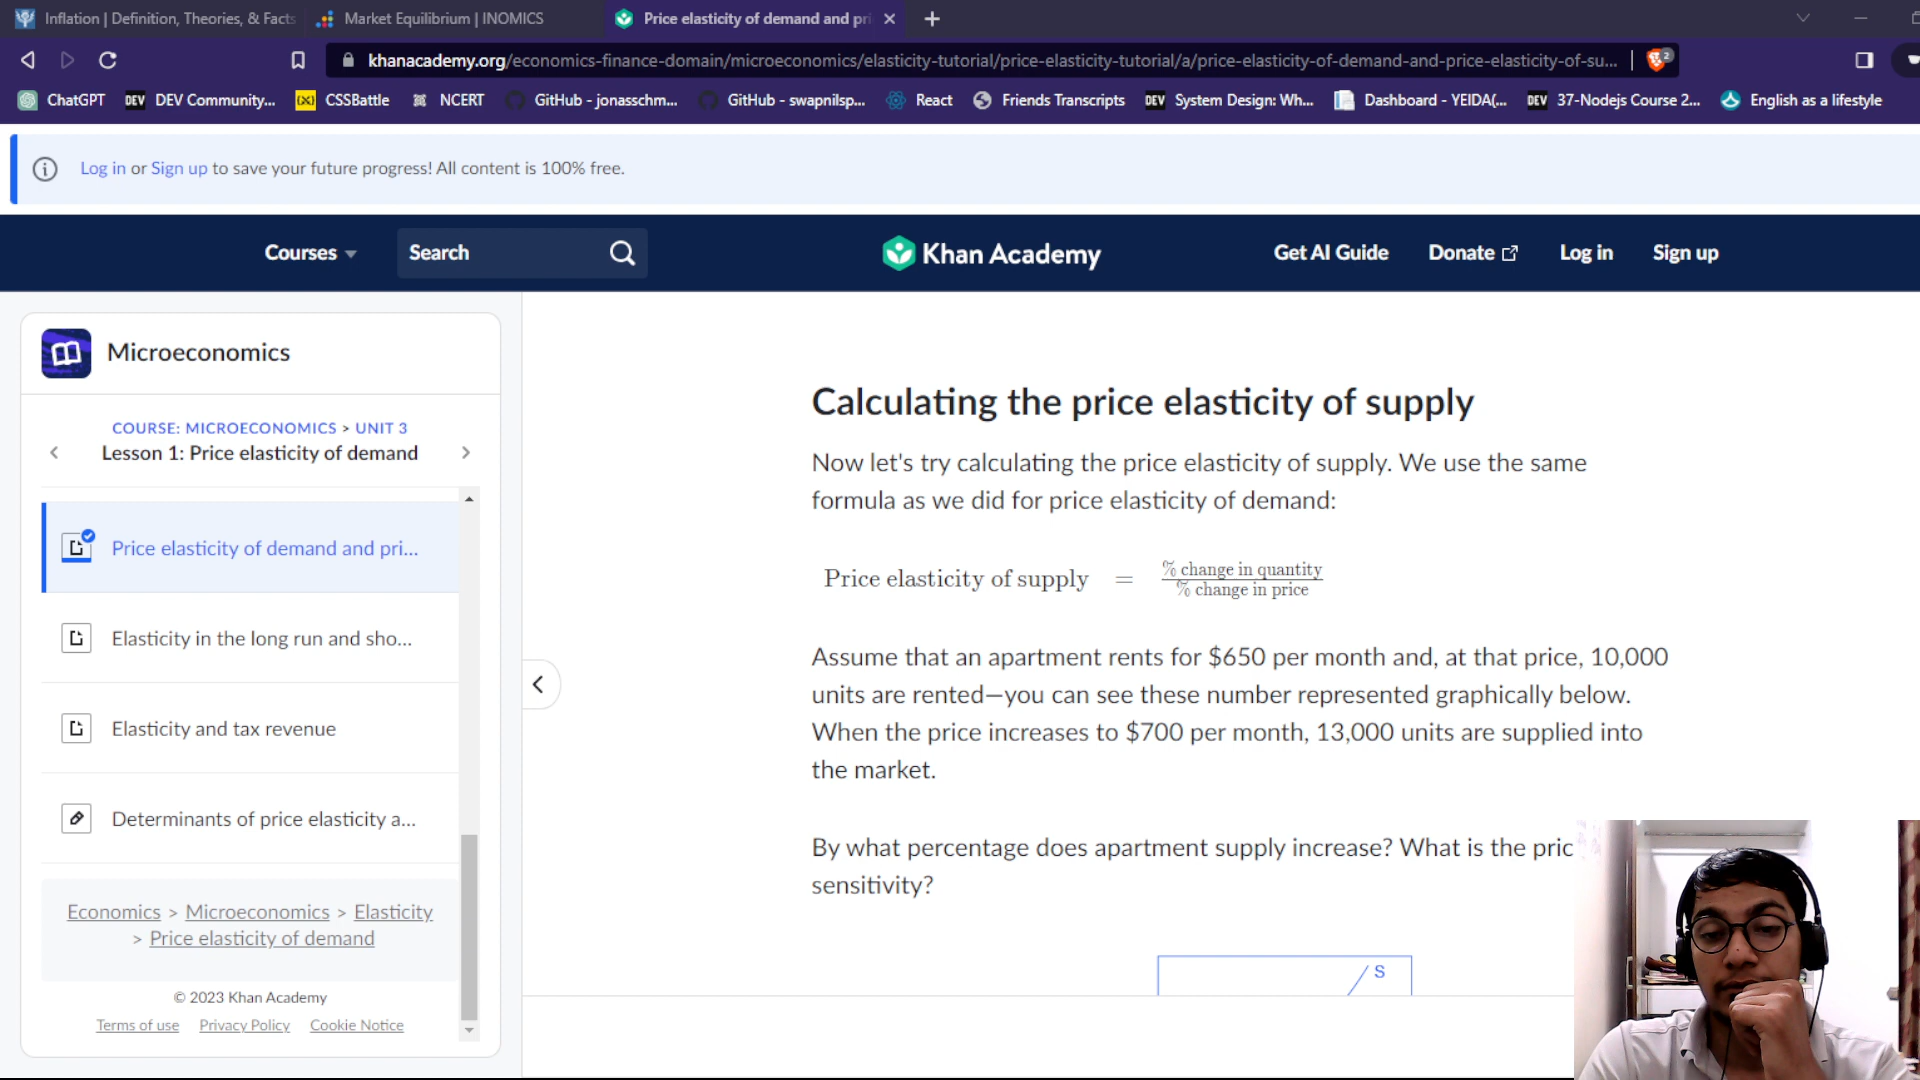 Inflation | Definition, Theories, & Facts
Market Equilibrium | INOMICS
Price elasticity of demand and pri
khanacademy.org/economics-finance-domain/microeconomics/elasticity-tutorial/price-elasticity-tutorial/a/price-elasticity-of-demand-and-price-elasticity-of-su...
2
ChatGPT
DEV DEV Community...
CSSBattle
NCERT
GitHub - jonasschm...
GitHub - swapnilsp...
React
Friends Transcripts
DEV System Design: Wh...
Dashboard - YEIDA(...
DEV 37-Nodejs Course 2...
English as a lifestyle
Log in or Sign up to save your future progress! All content is 100% free.
Courses
Search
Khan Academy
Get AI Guide
Donate
Log in
Sign up
Microeconomics
COURSE: MICROECONOMICS > UNIT 3
Lesson 1: Price elasticity of demand
Price elasticity of demand and pri...
Elasticity in the long run and sho...
Elasticity and tax revenue
Determinants of price elasticity a...
Economics > Microeconomics > Elasticity
> Price elasticity of demand
© 2023 Khan Academy
Terms of use Privacy Policy Cookie Notice
Calculating the price elasticity of supply
Now let's try calculating the price elasticity of supply. We use the same
formula as we did for price elasticity of demand:
% change in quantity
Price elasticity of supply =
% change in price
Assume that an apartment rents for $650 per month and, at that price, 10,000
units are rented—you can see these number represented graphically below.
When the price increases to $700 per month, 13,000 units are supplied into
the market.
By what percentage does apartment supply increase? What is the pric
sensitivity?
S